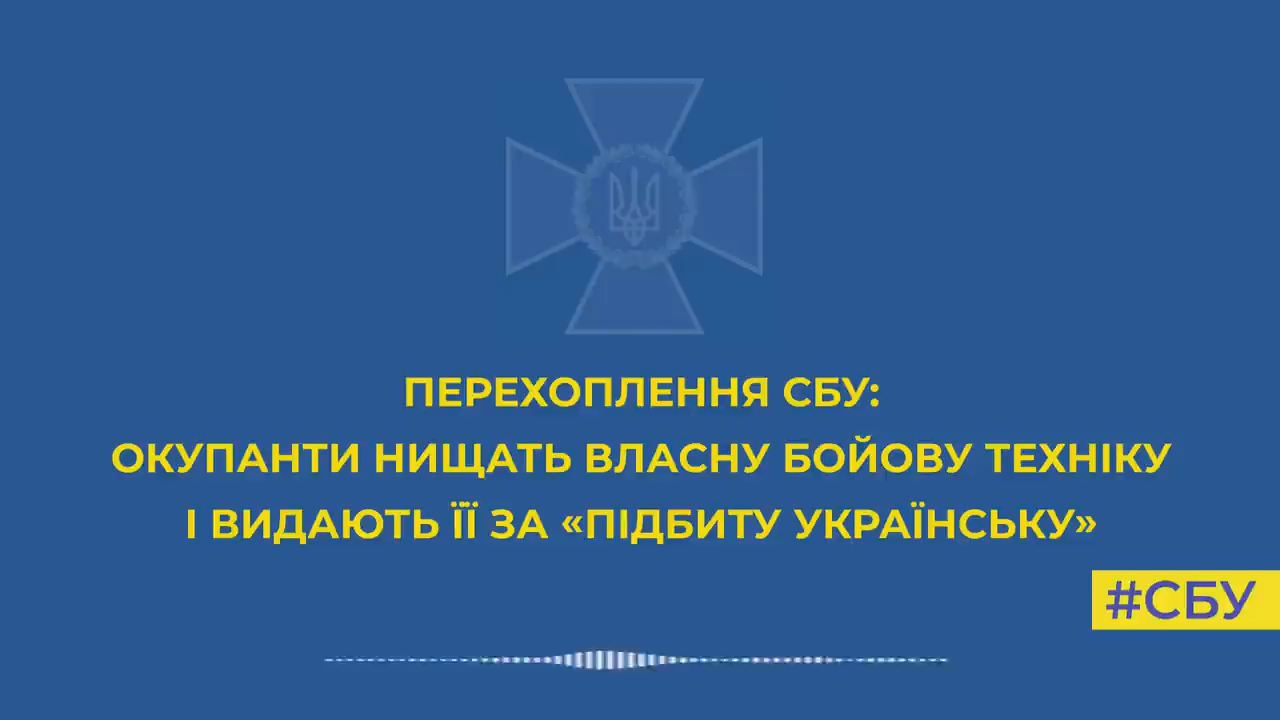 ПЕРЕХОПЛЕННЯ СБУ:
ОКУПАНТИ НИЩАТЬ ВЛАСНУ БОЙОВУ ТЕХНІКУ
І ВИДАЮТЬ ЇЇ ЗА «ПІДБИТУ УКРАЇНСЬКУ»
#СБУ